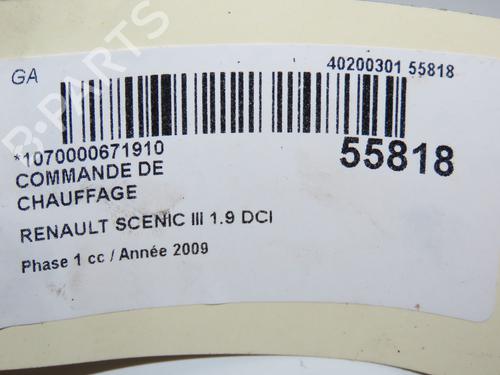 GA
40200301 55818
*1070000671910
55818
COMMANDE DE
CHAUFFAGE
RENAULT SCENIC III 1.9 DCI
Phase 1 cc / Année 2009
B-PARTS